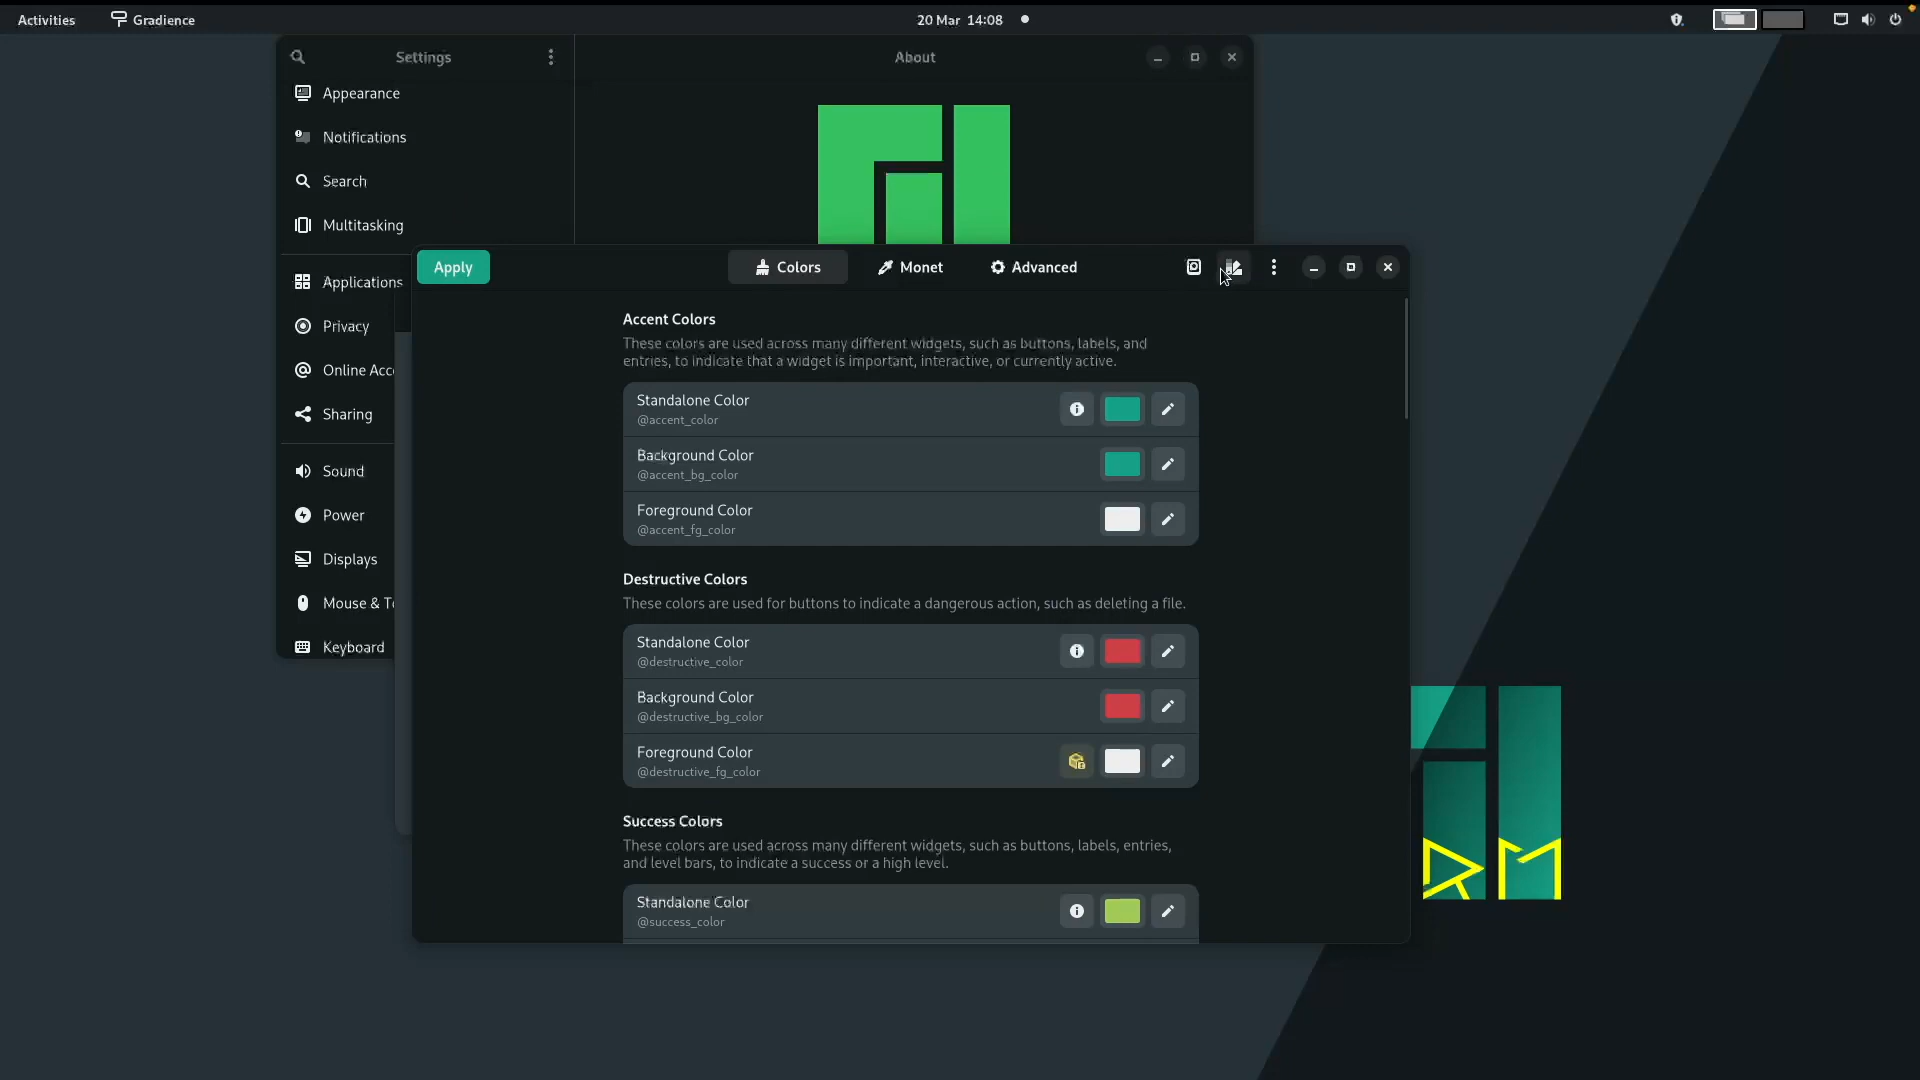 Activities
Gradience
20 Mar 14:08
Settings
About
Appearance
Notifications
Search
Multitasking
Applications
Privacy
Online Acc
Sharing
Sound
Power
Displays
Mouse & To
Keyboard
Apply
Colors
Monet
Advanced
Accent Colors
These colors are used across many different widgets, such as buttons, labels, and
entries, to indicate that a widget is important, interactive, or currently active.
Standalone Color
@accent_color
Background Color
@accent_bg_color
Foreground Color
@accent_fg_color
Destructive Colors
These colors are used for buttons to indicate a dangerous action, such as deleting a file.
Standalone Color
@destructive_color
Background Color
@destructive_bg_color
Foreground Color
@destructive_fg_color
Success Colors
These colors are used across many different widgets, such as buttons, labels, entries,
and level bars, to indicate a success or a high level.
Standalone Color
@success_color